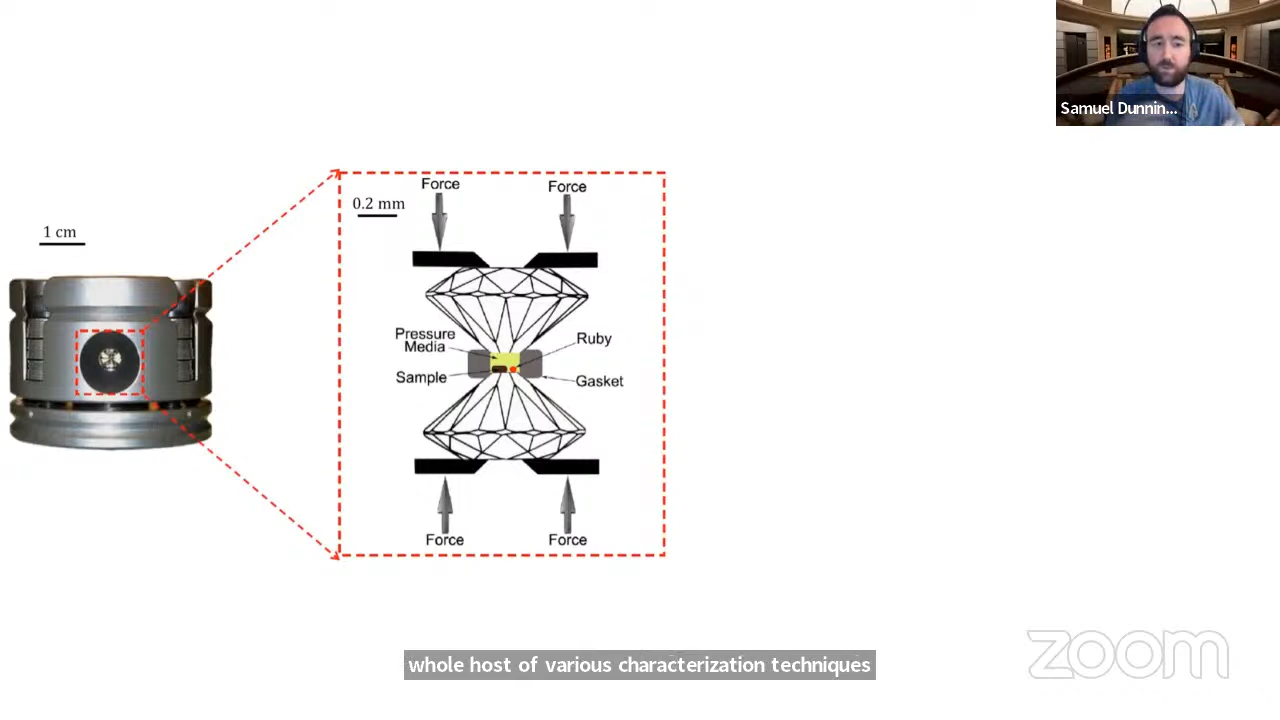 Samuel Dunnin...
Force
Force
0.2 mm
1 cm
Pressure
Media
Ruby
Sample
Gasket
Force
Force
whole host of various characterization techniques
zoom